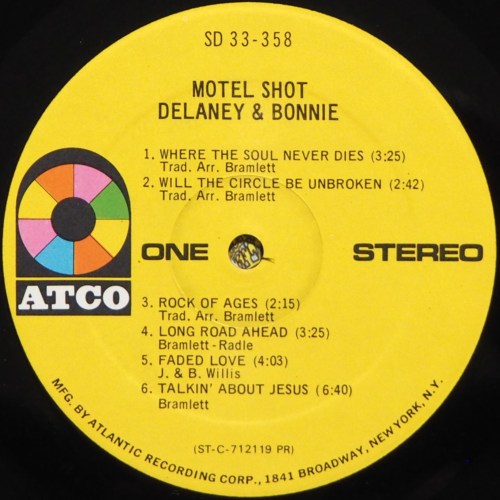 SD 33-358
MOTEL SHOT
DELANEY & BONNIE
1. WHERE THE SOUL NEVER DIES (3:25)
Trad. Arr. Bramlett
2. WILL THE CIRCLE BE UNBROKEN (2:42)
Trad. Arr. Bramlett
ONE
STEREO
ATCO
3. ROCK OF AGES (2:15)
Trad. Arr. Bramlett
4. LONG ROAD AHEAD (3:25)
Bramlett-Radle
5. FADED LOVE (4:03)
J. & B. Willis
6. TALKIN' ABOUT JESUS (6:40)
Bramlett
(ST-C-712119 PR)
MFG. BY ATLANTIC RECORDING CORP., 1841 BROADWAY, NEW YORK, N.Y.